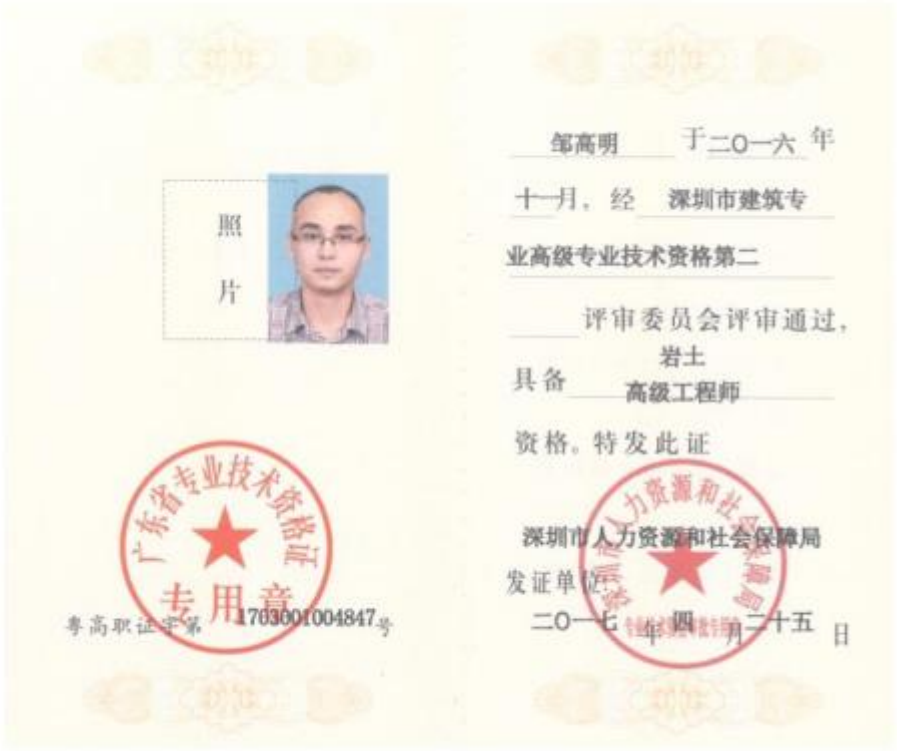 照
片
广东省专业技术资格证
专用章
粤高职证字第 1703001004847号
邹高明 于二〇一六年
十一月，经 深圳市建筑专
业高级专业技术资格第二
评审委员会评审通过，
岩土
具备 高级工程师
资格。特发此证
深圳市人力资源和社会保障局
深圳市人力资源和社会保障局
发证单位:
二〇一七年四月二十五日